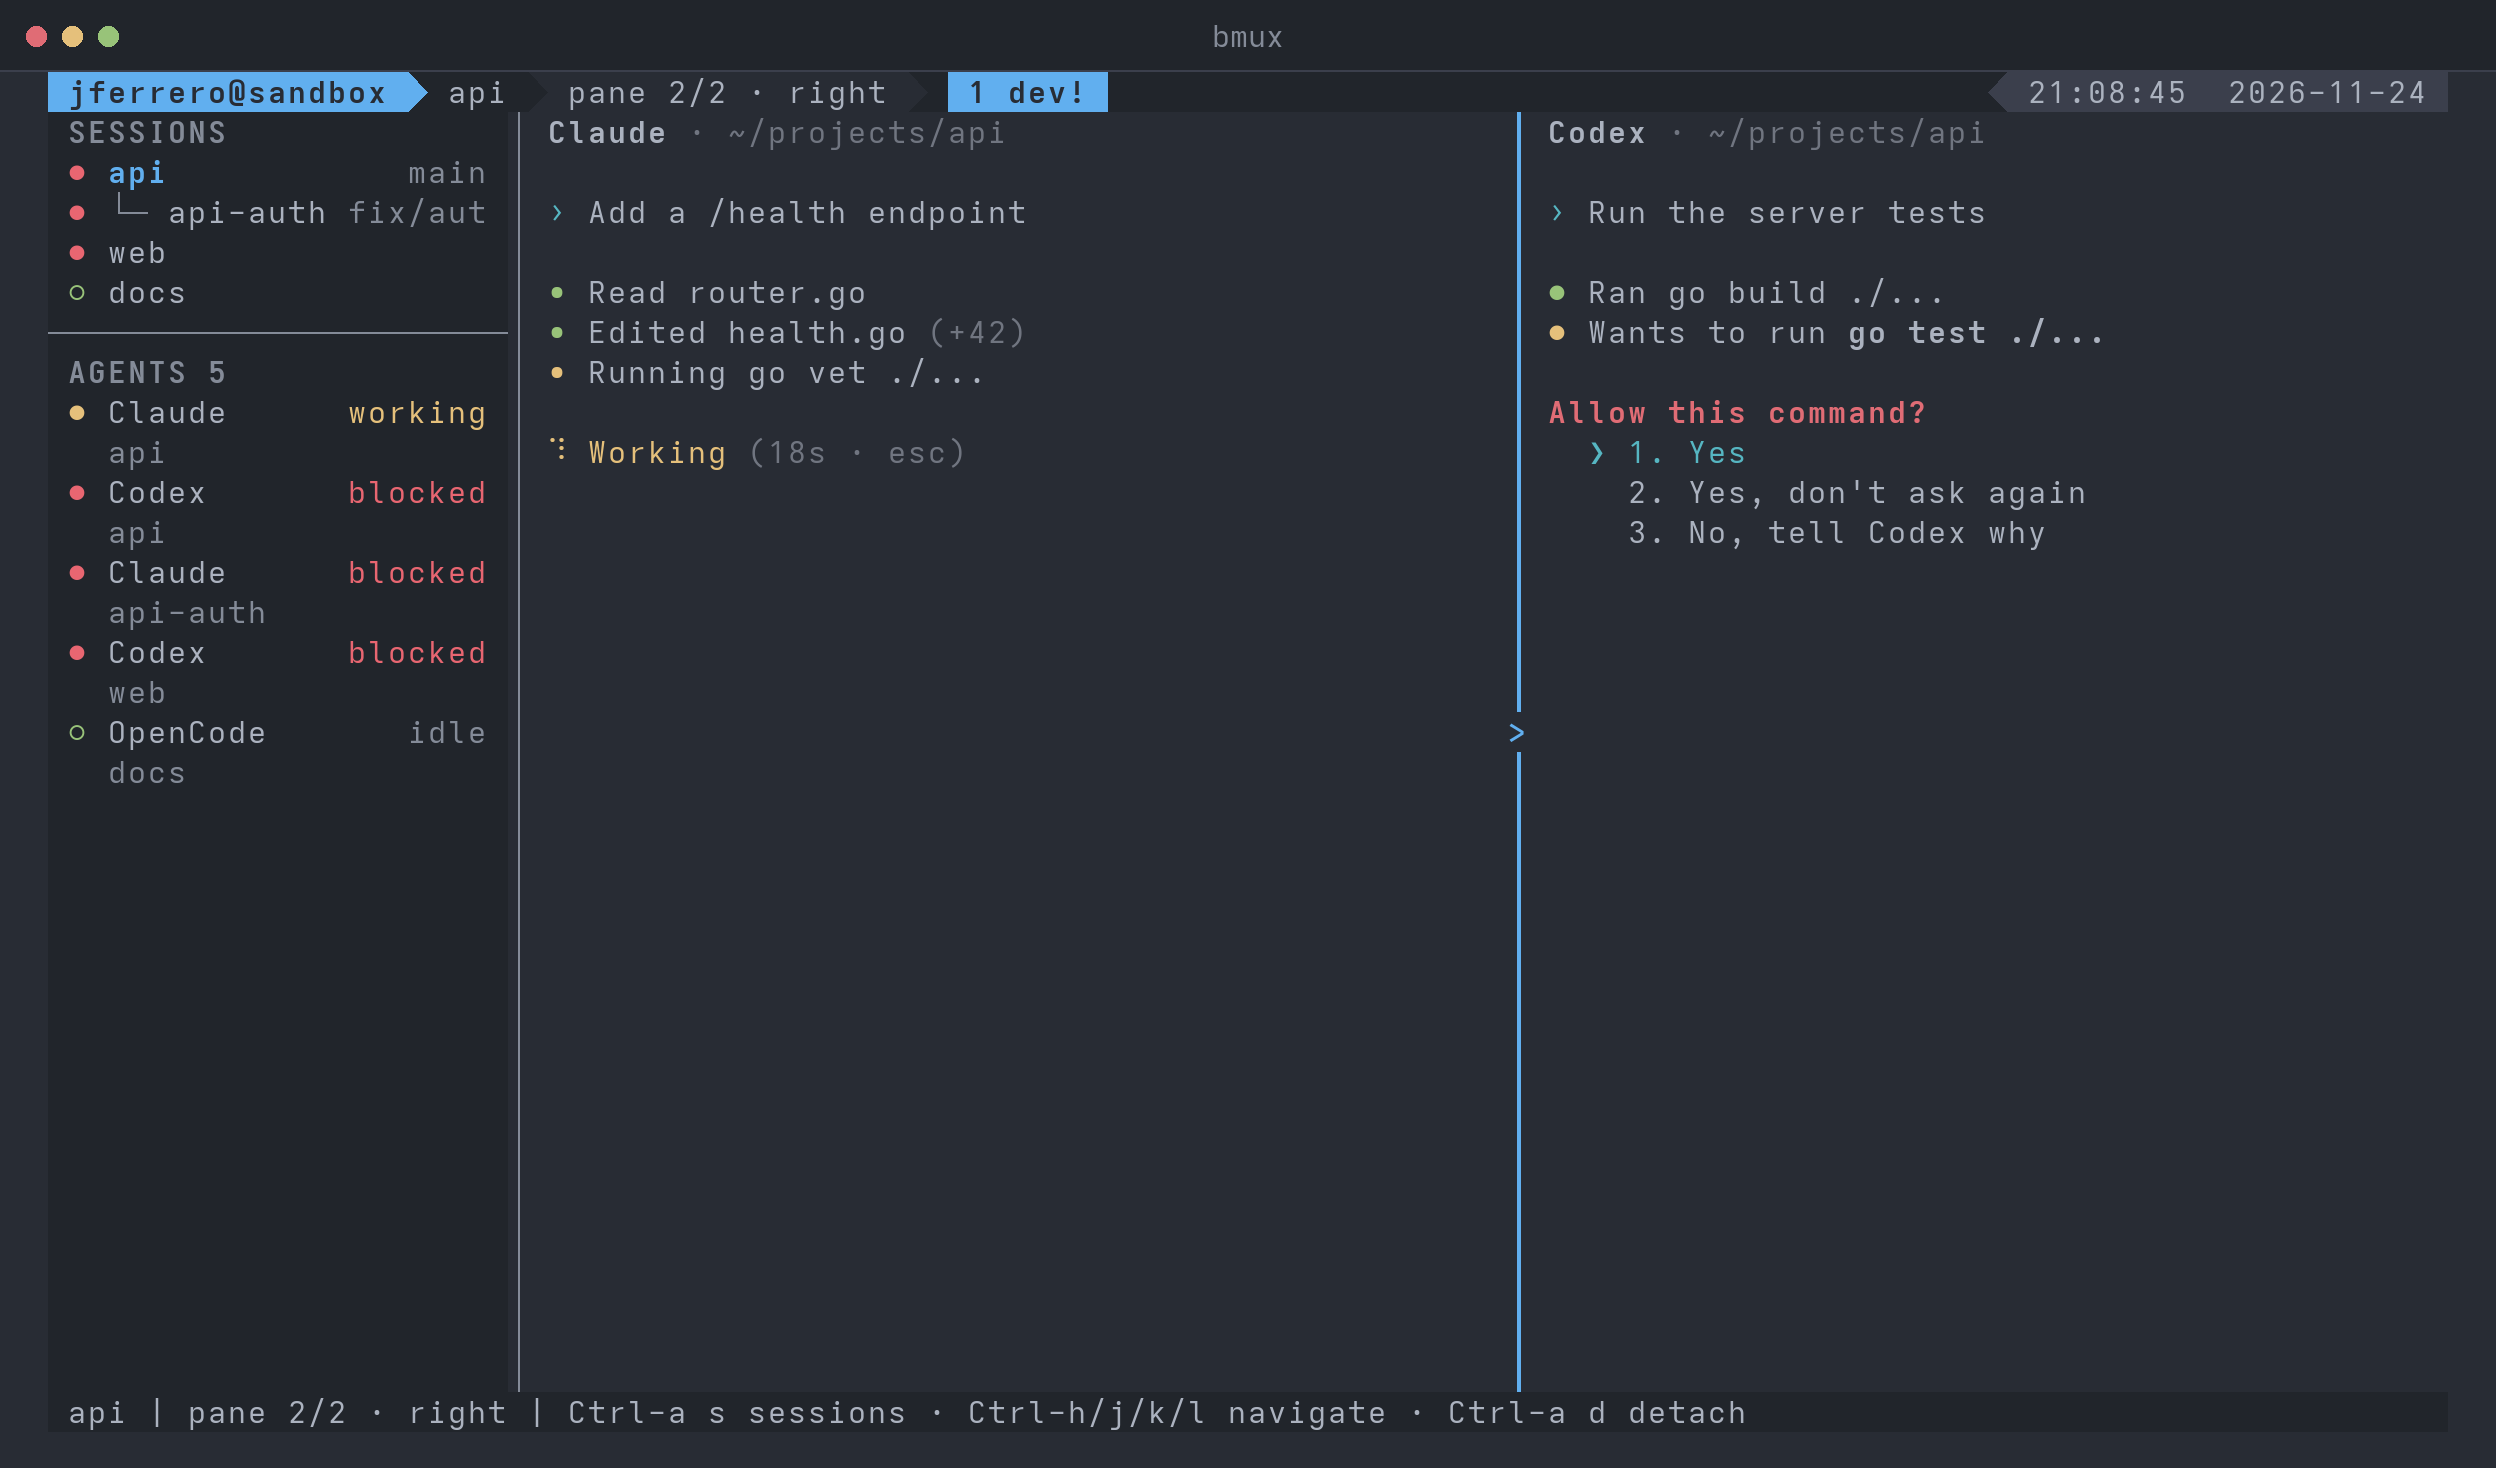 bmux
jferrero@sandbox api pane 2/2 · right 1 dev! 21:08:45 2026-11-24
SESSIONS
● api main
● └─ api-auth fix/aut
● web
○ docs
AGENTS 5
● Claude working
api
● Codex blocked
api
● Claude blocked
api-auth
● Codex blocked
web
○ OpenCode idle
docs
Claude · ~/projects/api
› Add a /health endpoint
• Read router.go
• Edited health.go (+42)
• Running go vet ./...
⠹ Working (18s · esc)
>
Codex · ~/projects/api
› Run the server tests
● Ran go build ./...
● Wants to run go test ./...
Allow this command?
❯ 1. Yes
2. Yes, don't ask again
3. No, tell Codex why
api | pane 2/2 · right | Ctrl-a s sessions · Ctrl-h/j/k/l navigate · Ctrl-a d detach